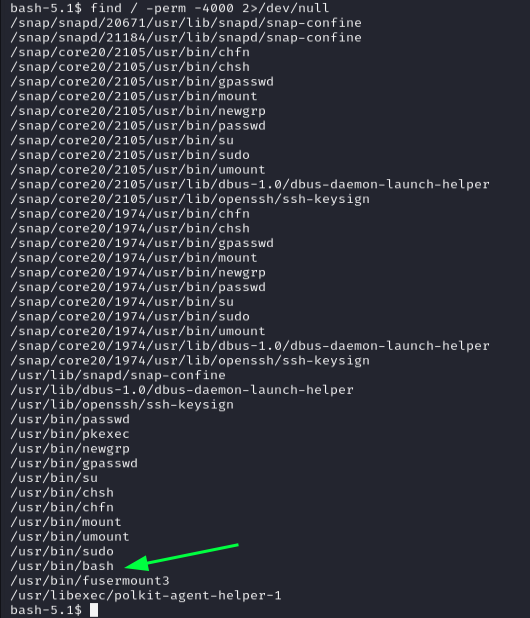 bash-5.1$ find / -perm -4000 2>/dev/null
/snap/snapd/20671/usr/lib/snapd/snap-confine
/snap/snapd/21184/usr/lib/snapd/snap-confine
/snap/core20/2105/usr/bin/chfn
/snap/core20/2105/usr/bin/chsh
/snap/core20/2105/usr/bin/gpasswd
/snap/core20/2105/usr/bin/mount
/snap/core20/2105/usr/bin/newgrp
/snap/core20/2105/usr/bin/passwd
/snap/core20/2105/usr/bin/su
/snap/core20/2105/usr/bin/sudo
/snap/core20/2105/usr/bin/umount
/snap/core20/2105/usr/lib/dbus-1.0/dbus-daemon-launch-helper
/snap/core20/2105/usr/lib/openssh/ssh-keysign
/snap/core20/1974/usr/bin/chfn
/snap/core20/1974/usr/bin/chsh
/snap/core20/1974/usr/bin/gpasswd
/snap/core20/1974/usr/bin/mount
/snap/core20/1974/usr/bin/newgrp
/snap/core20/1974/usr/bin/passwd
/snap/core20/1974/usr/bin/su
/snap/core20/1974/usr/bin/sudo
/snap/core20/1974/usr/bin/umount
/snap/core20/1974/usr/lib/dbus-1.0/dbus-daemon-launch-helper
/snap/core20/1974/usr/lib/openssh/ssh-keysign
/usr/lib/snapd/snap-confine
/usr/lib/dbus-1.0/dbus-daemon-launch-helper
/usr/lib/openssh/ssh-keysign
/usr/bin/passwd
/usr/bin/pkexec
/usr/bin/newgrp
/usr/bin/gpasswd
/usr/bin/su
/usr/bin/chsh
/usr/bin/chfn
/usr/bin/mount
/usr/bin/umount
/usr/bin/sudo
/usr/bin/bash
/usr/bin/fusermount3
/usr/libexec/polkit-agent-helper-1
bash-5.1$